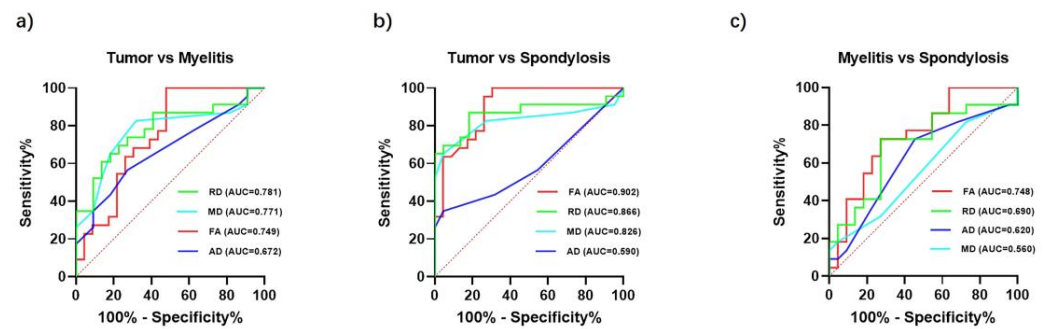 a)
Tumor vs Myelitis
Sensitivity%
100
80
60
40
20
0
RD (AUC=0.781)
MD (AUC=0.771)
FA (AUC=0.749)
AD (AUC=0.672)
0 20 40 60 80 100
100% - Specificity%
b)
Tumor vs Spondylosis
Sensitivity%
100
80
60
40
20
0
FA (AUC=0.902)
RD (AUC=0.866)
MD (AUC=0.826)
AD (AUC=0.590)
0 20 40 60 80 100
100% - Specificity%
c)
Myelitis vs Spondylosis
Sensitivity%
100
80
60
40
20
0
FA (AUC=0.748)
RD (AUC=0.690)
AD (AUC=0.620)
MD (AUC=0.560)
0 20 40 60 80 100
100% - Specificity%